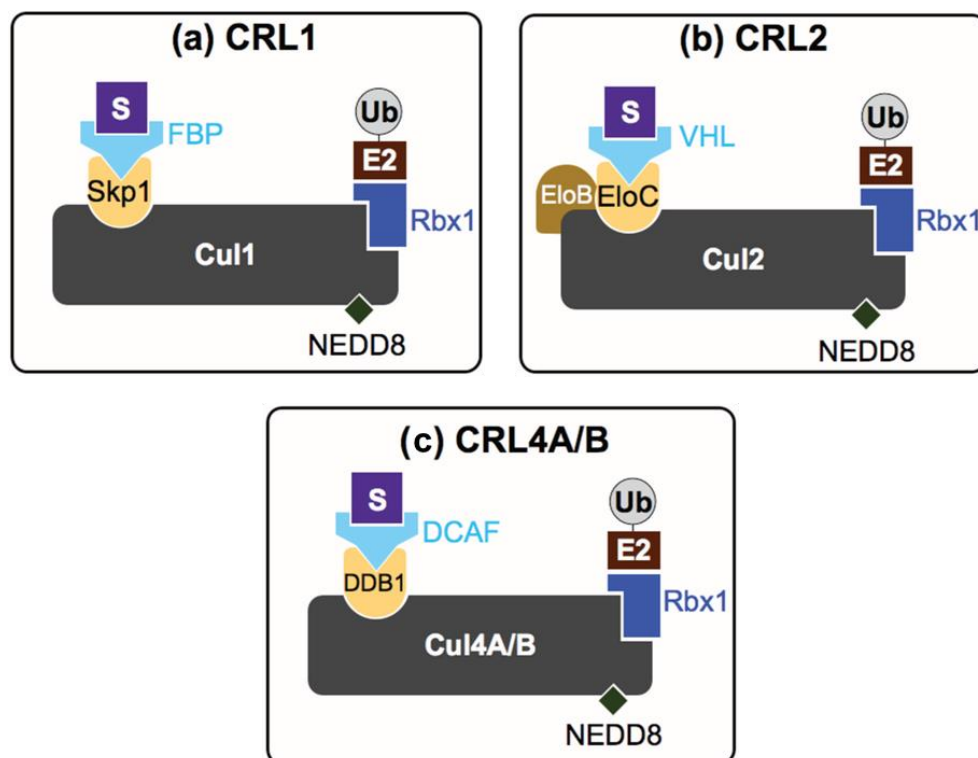 (a) CRL1
S
FBP
Ub
E2
Skp1
Rbx1
Cul1
NEDD8
(b) CRL2
S
VHL
Ub
E2
EloB
EloC
Rbx1
Cul2
NEDD8
(c) CRL4A/B
S
DCAF
Ub
E2
DDB1
Rbx1
Cul4A/B
NEDD8